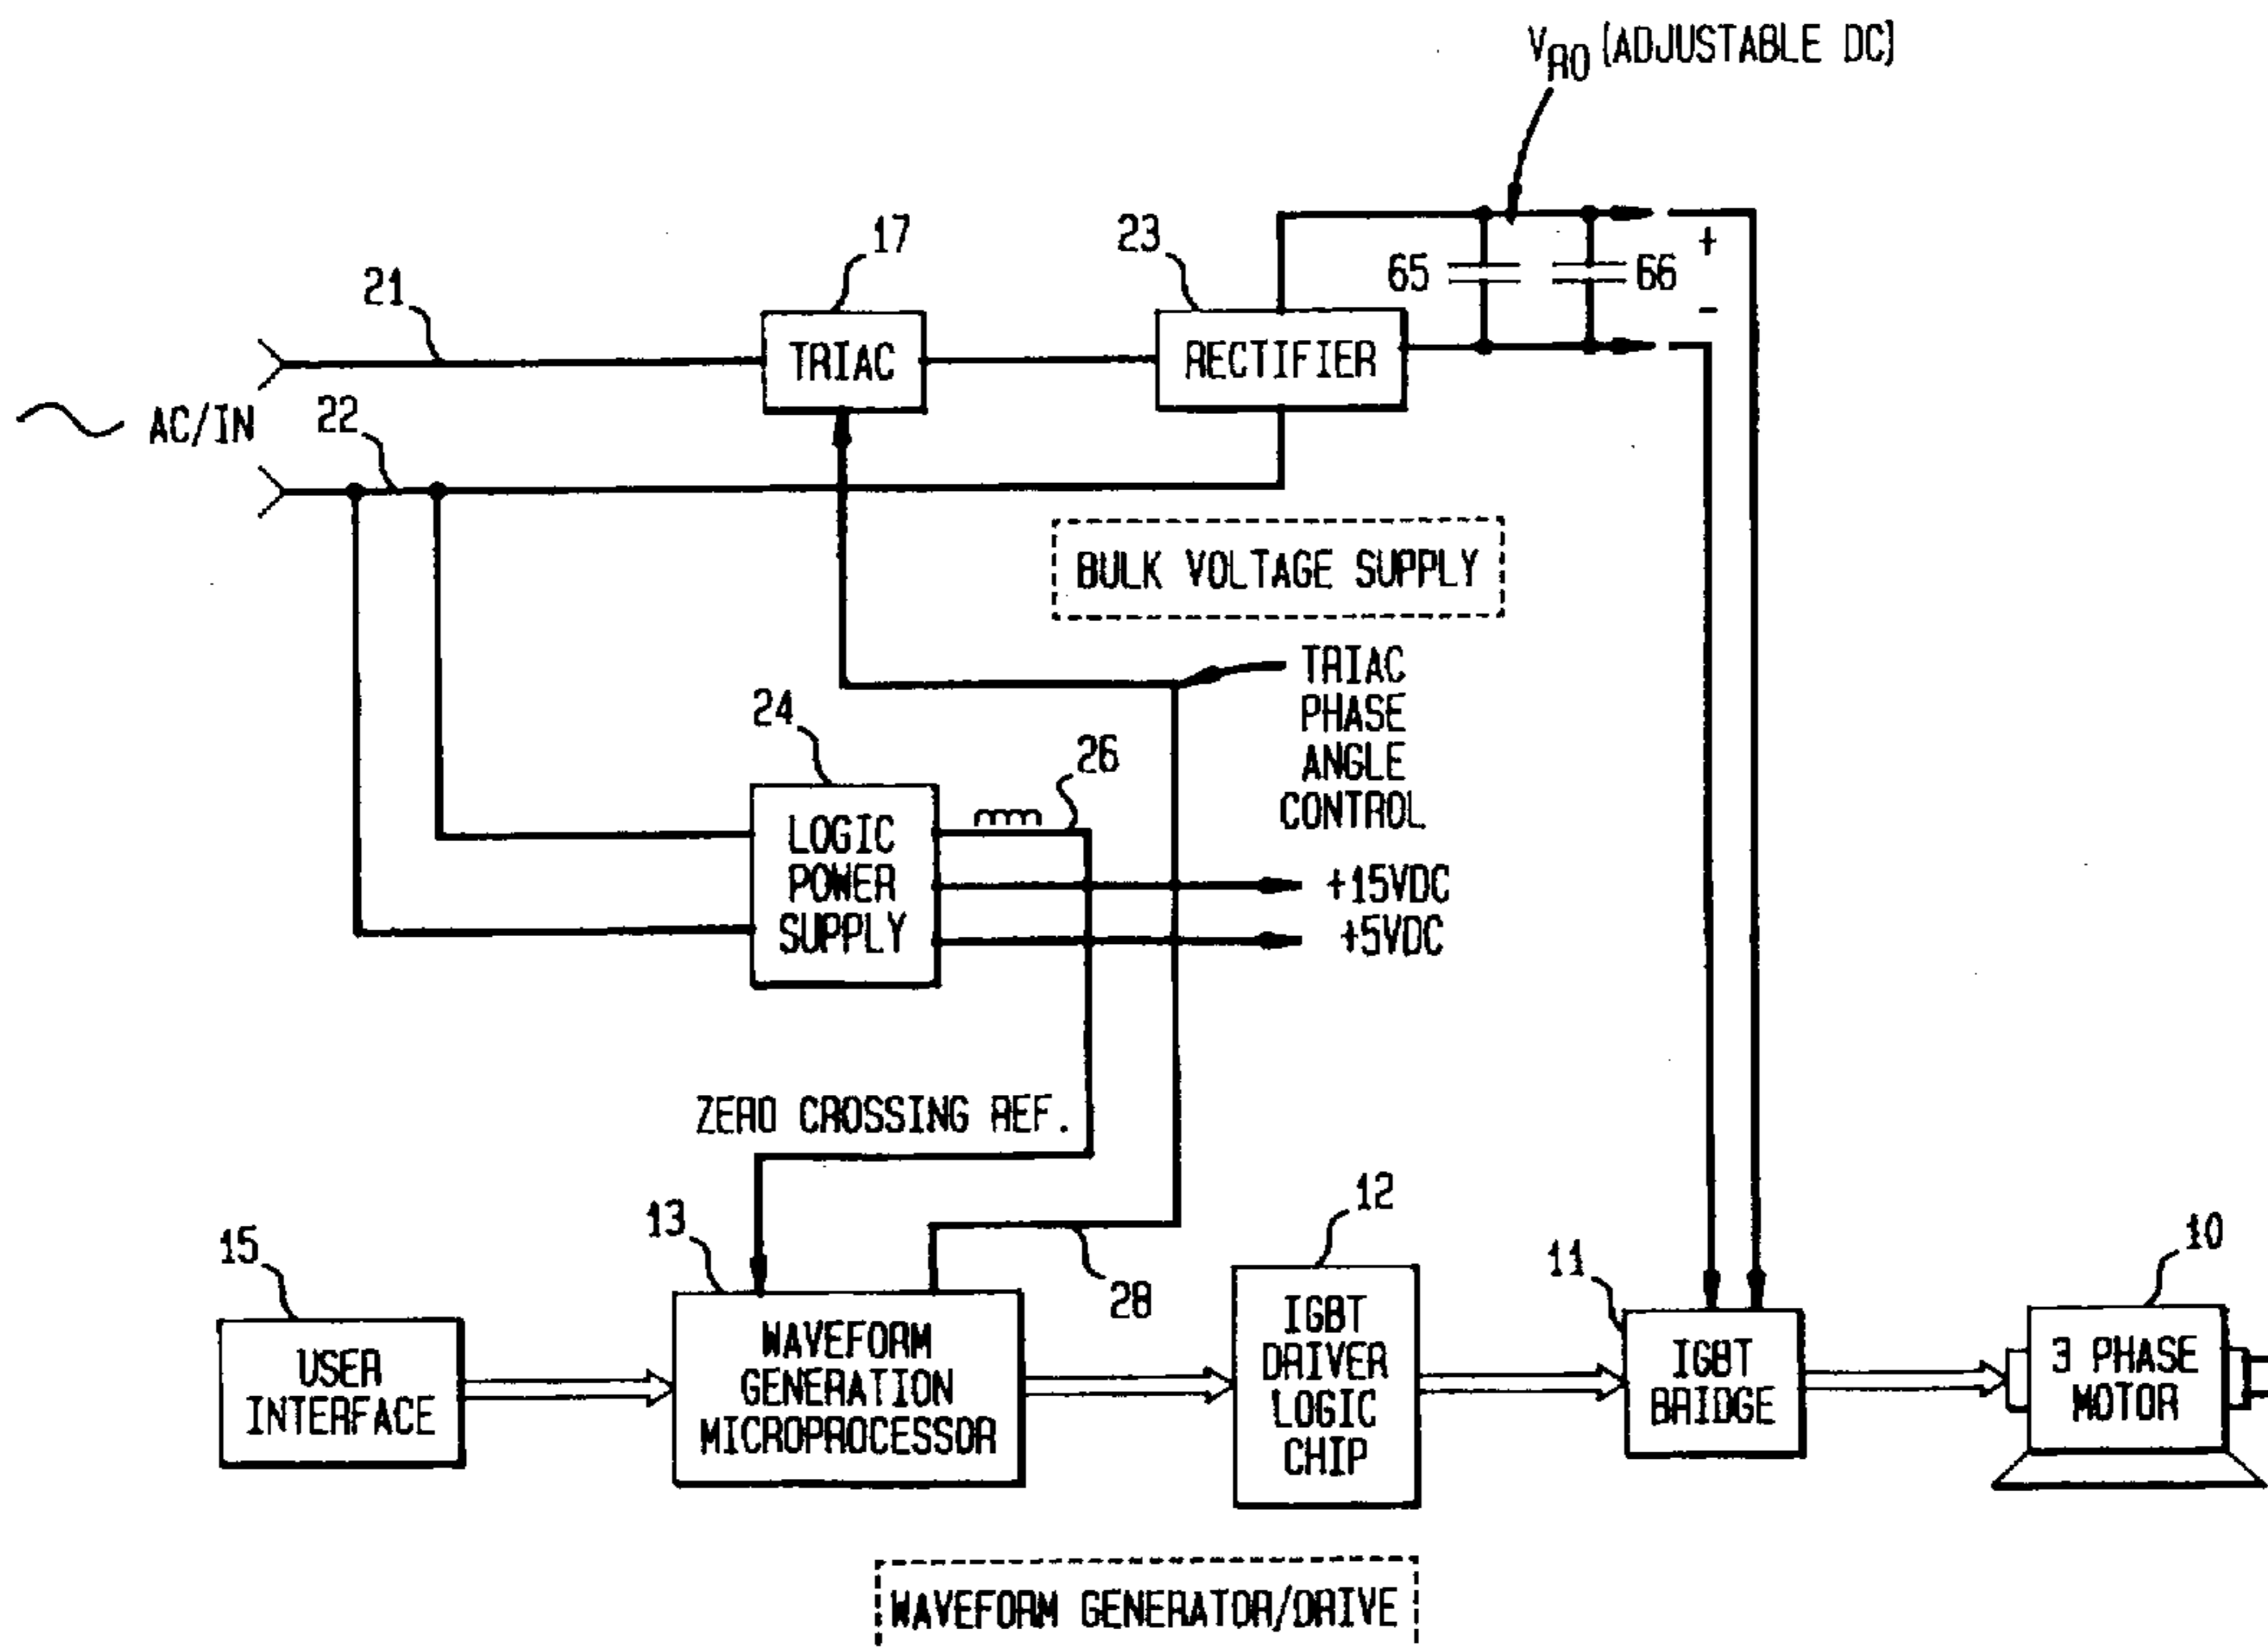 VRO (ADJUSTABLE DC)
17
23
21
65
66
+
-
TRIAC
RECTIFIER
AC/IN
22
BULK VOLTAGE SUPPLY
TRIAC
PHASE
ANGLE
CONTROL
24
26
LOGIC
POWER
SUPPLY
+15VDC
+5VDC
ZERO CROSSING REF.
15
13
12
11
10
28
USER
INTERFACE
WAVEFORM
GENERATION
MICROPROCESSOR
IGBT
DRIVER
LOGIC
CHIP
IGBT
BRIDGE
3 PHASE
MOTOR
WAVEFORM GENERATOR/DRIVE